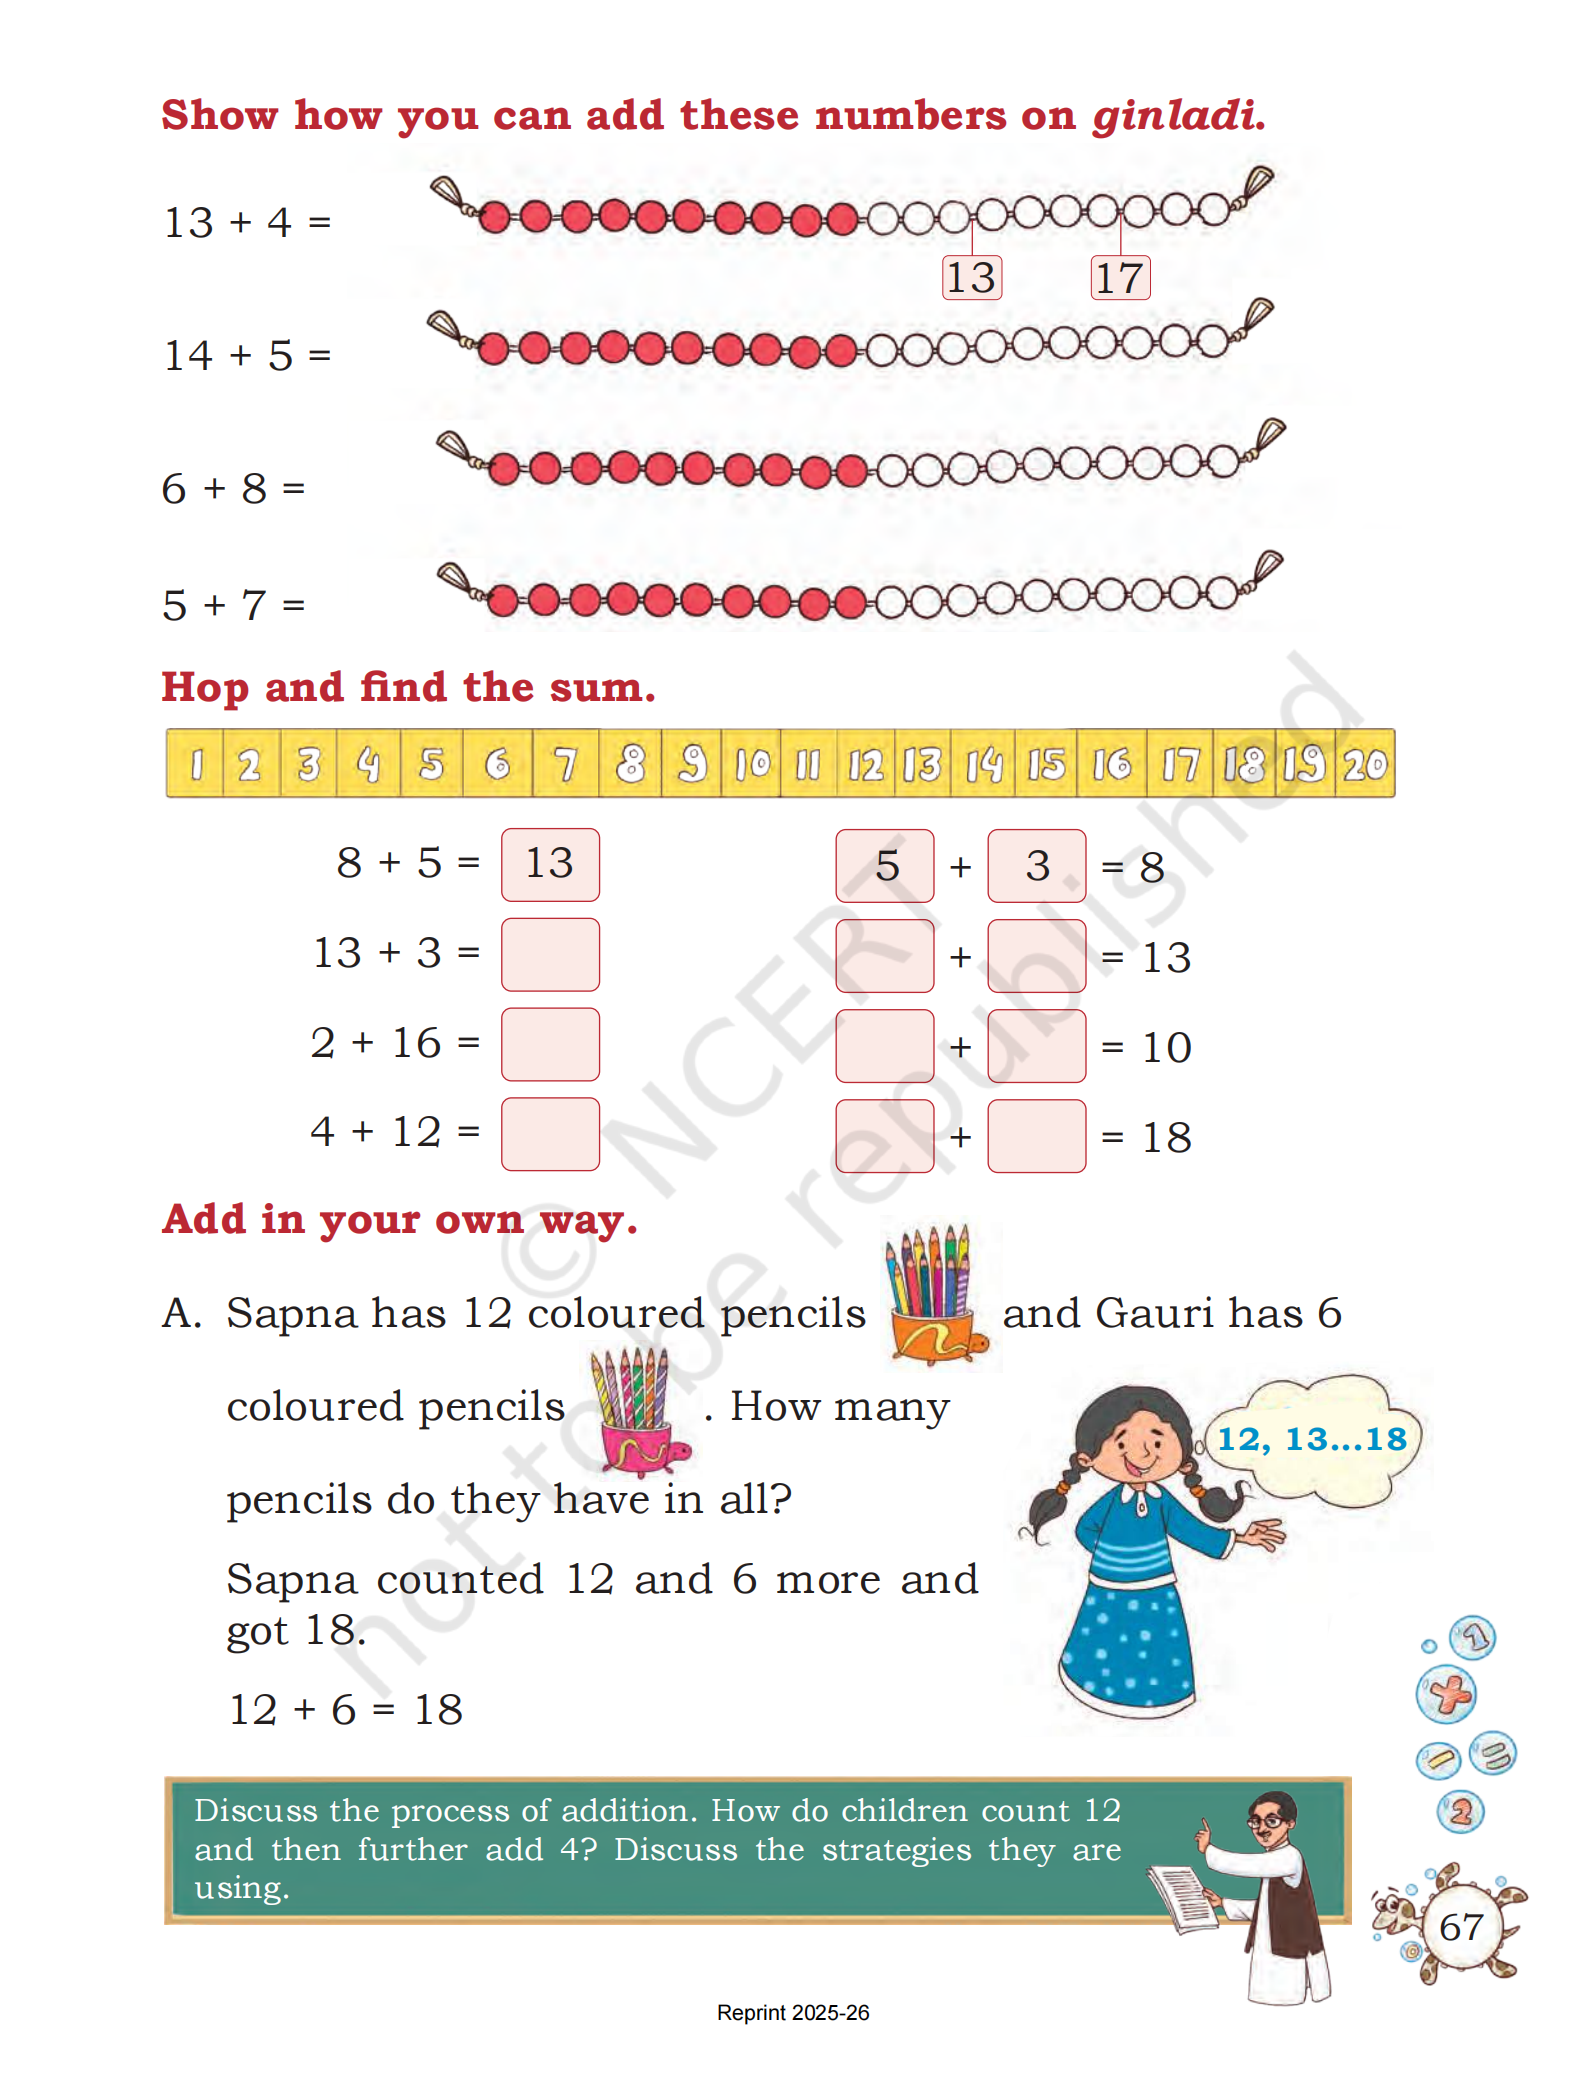 Show how you can add these numbers on ginladi.
13 + 4 =
13 17
14 + 5 =
6 + 8 =
5 + 7 =
Hop and find the sum.
1 2 3 4 5 6 7 8 9 10 11 12 13 14 15 16 17 18 19 20
8 + 5 = 13
5 + 3 = 8
13 + 3 =
+ = 13
2 + 16 =
+ = 10
4 + 12 =
+ = 18
Add in your own way.
A. Sapna has 12 coloured pencils and Gauri has 6
coloured pencils . How many
pencils do they have in all?
12, 13...18
Sapna counted 12 and 6 more and
got 18.
12 + 6 = 18
1
+
−
=
2
Discuss the process of addition. How do children count 12
and then further add 4? Discuss the strategies they are
using.
67
Reprint 2025-26
© NCERT
not to be republished